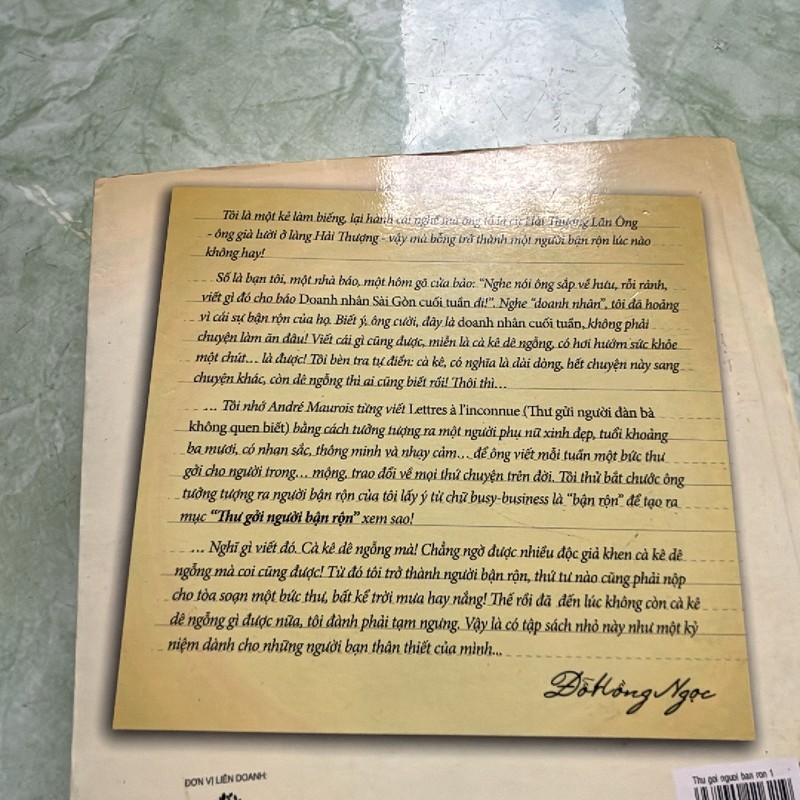 Tôi là một kẻ làm biếng, lại hành cái nghề mà ông tổ là cụ Hải Thượng Lãn Ông
- ông già lười ở làng Hải Thượng - vậy mà bỗng trở thành một người bận rộn lúc nào
không hay!
Số là bạn tôi, một nhà báo, một hôm gõ cửa bảo: “Nghe nói ông sắp về hưu, rỗi rảnh,
viết gì đó cho báo Doanh nhân Sài Gòn cuối tuần đi!”. Nghe “doanh nhân”, tôi đã hoảng
vì cái sự bận rộn của họ. Biết ý, ông cười, đây là doanh nhân cuối tuần, không phải
chuyện làm ăn đâu! Viết cái gì cũng được, miễn là cà kê dê ngỗng, có hơi hướm sức khỏe
một chút... là được! Tôi bèn tra tự điển: cà kê, có nghĩa là dài dòng, hết chuyện này sang
chuyện khác, còn dê ngỗng thì ai cũng biết rồi! Thôi thì...
... Tôi nhớ André Maurois từng viết Lettres à l’inconnue (Thư gửi người đàn bà
không quen biết) bằng cách tưởng tượng ra một người phụ nữ xinh đẹp, tuổi khoảng
ba mươi, có nhan sắc, thông minh và nhạy cảm... để ông viết mỗi tuần một bức thư
gởi cho người trong... mộng, trao đổi về mọi thứ chuyện trên đời. Tôi thử bắt chước ông
tưởng tượng ra người bận rộn của tôi lấy ý từ chữ busy-business là “bận rộn” để tạo ra
mục “Thư gởi người bận rộn” xem sao!
... Nghĩ gì viết đó. Cà kê dê ngỗng mà! Chẳng ngờ được nhiều độc giả khen cà kê dê
ngỗng mà coi cũng được! Từ đó tôi trở thành người bận rộn, thứ tư nào cũng phải nộp
cho tòa soạn một bức thư, bất kể trời mưa hay nắng! Thế rồi đã đến lúc không còn cà kê
dê ngỗng gì được nữa, tôi đành phải tạm ngưng. Vậy là có tập sách nhỏ này như một kỷ
niệm dành cho những người bạn thân thiết của mình...
Đỗ Hồng Ngọc
ĐƠN VỊ LIÊN DOANH:
Thu goi nguoi ban ron 1